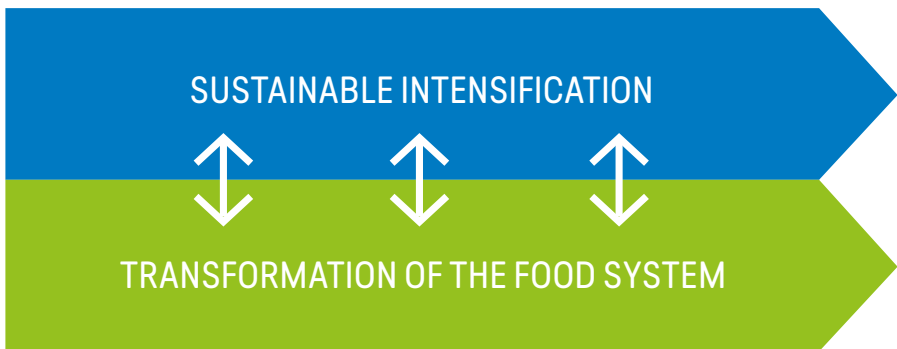 SUSTAINABLE INTENSIFICATION
TRANSFORMATION OF THE FOOD SYSTEM